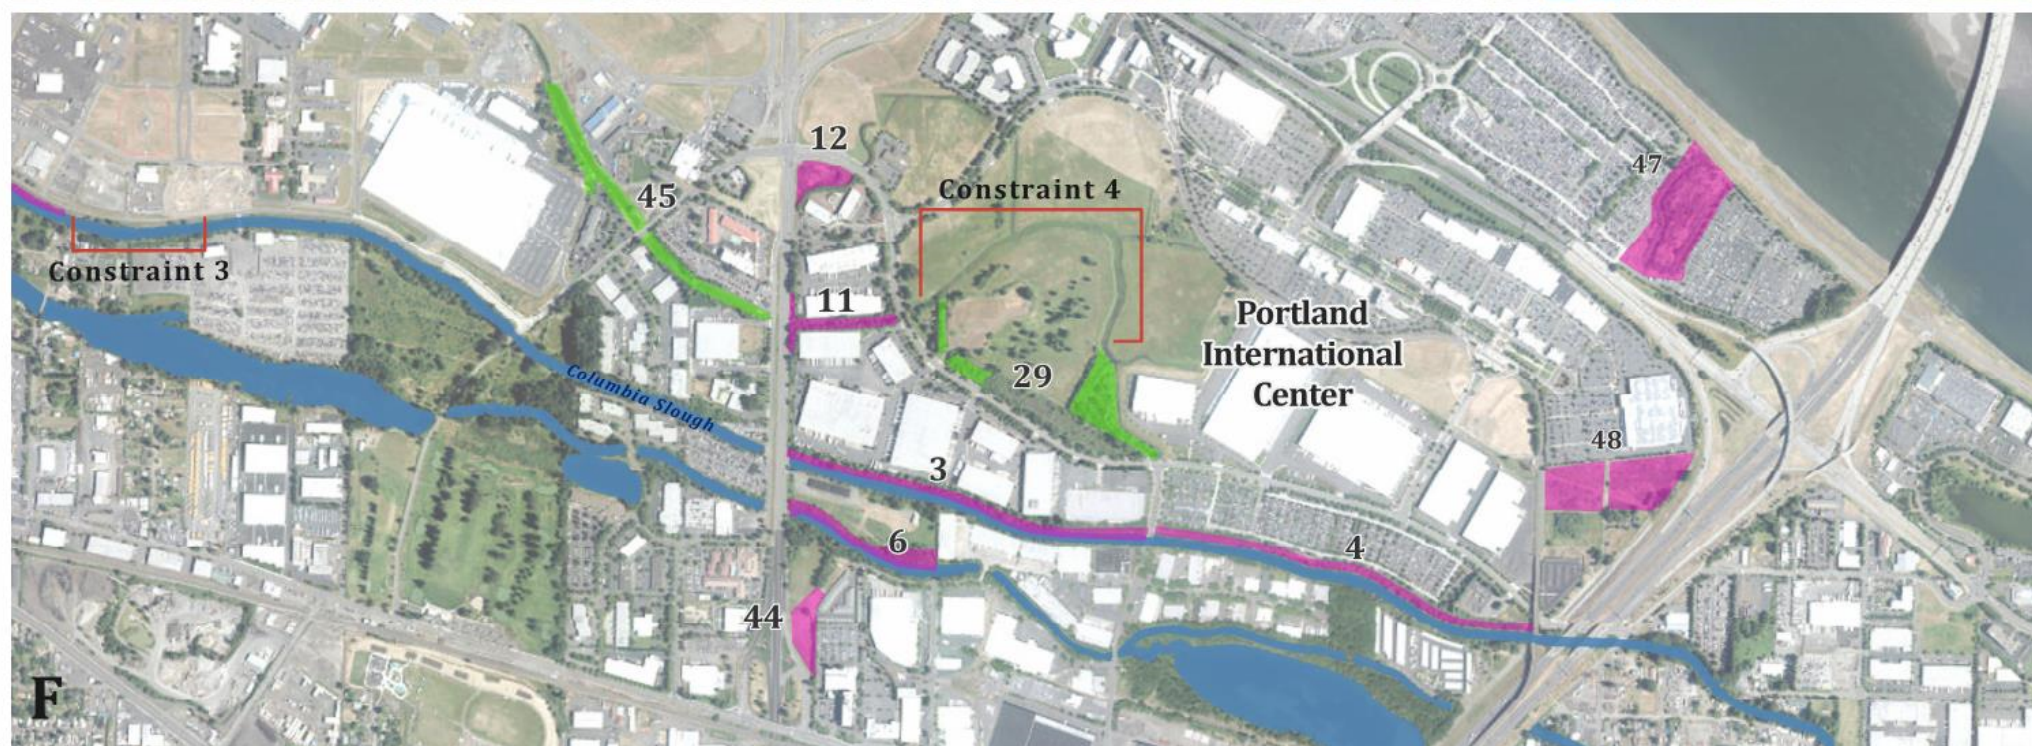 12
47
45
Constraint 4
Constraint 3
11
Portland
International
Center
29
Columbia Slough
48
3
6
4
44
F